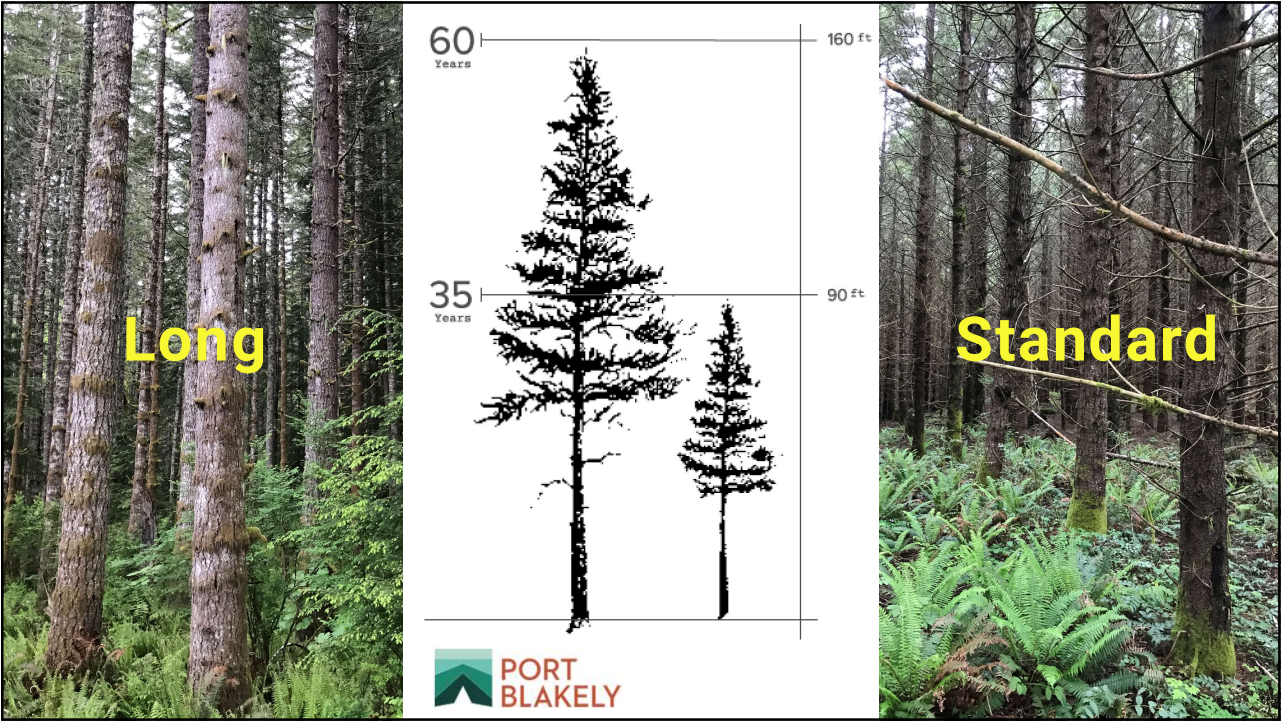 60
Years
160 ft
35
Years
90 ft
Long
Standard
PORT
BLAKELY